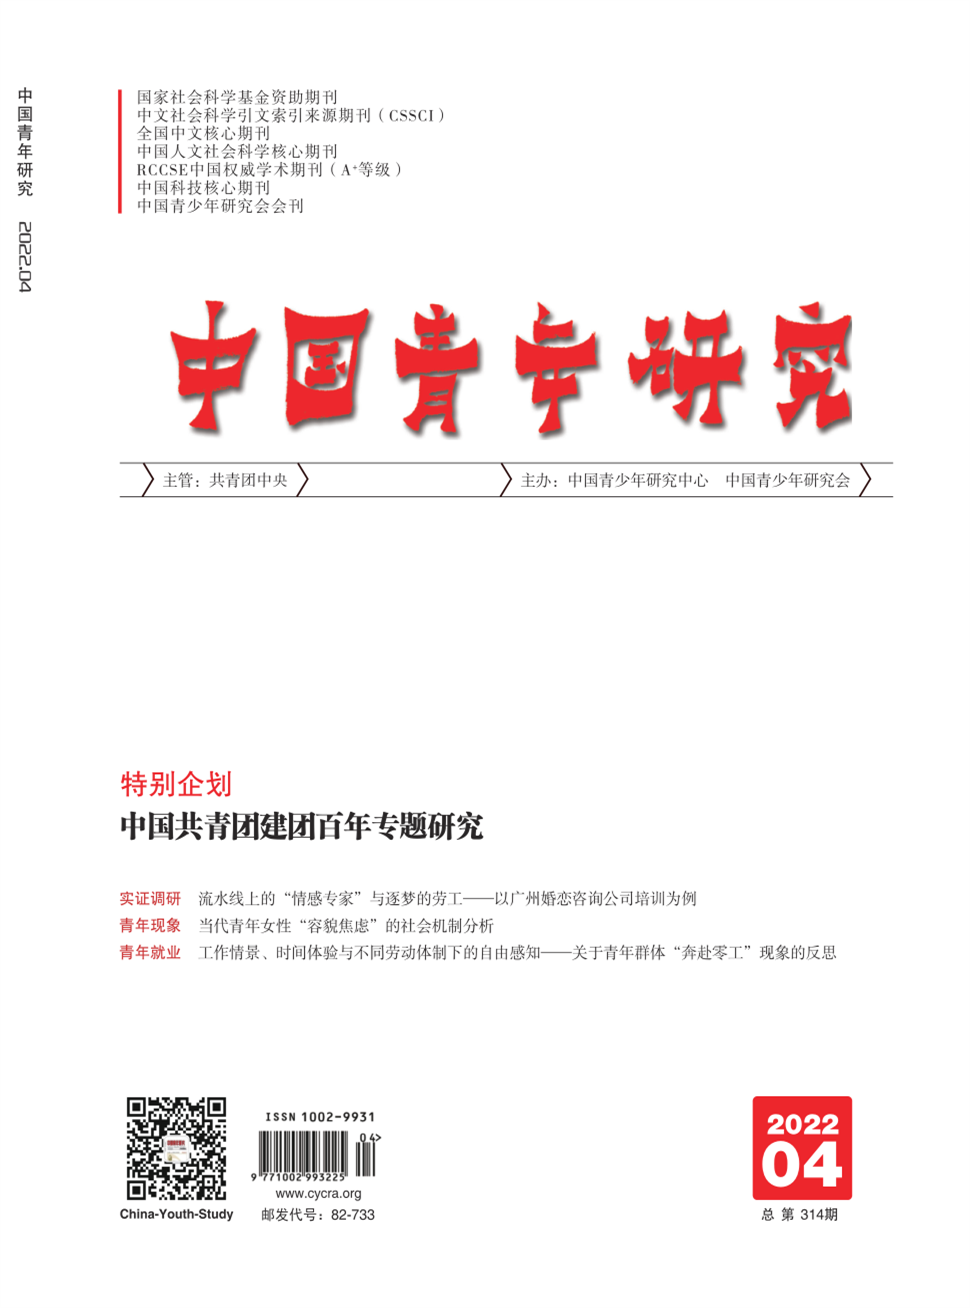 中国青年研究 2022.04
国家社会科学基金资助期刊
中文社会科学引文索引来源期刊（CSSCI）
全国中文核心期刊
中国人文社会科学核心期刊
RCCSE中国权威学术期刊（A⁺等级）
中国科技核心期刊
中国青少年研究会会刊
中国青年研究
主管：共青团中央
主办：中国青少年研究中心 中国青少年研究会
特别企划
中国共青团建团百年专题研究
实证调研 流水线上的“情感专家”与逐梦的劳工——以广州婚恋咨询公司培训为例
青年现象 当代青年女性“容貌焦虑”的社会机制分析
青年就业 工作情景、时间体验与不同劳动体制下的自由感知——关于青年群体“奔赴零工”现象的反思
China-Youth-Study
ISSN 1002-9931
04>
9 771002 993225
www.cycra.org
邮发代号：82-733
2022
04
总 第 314期